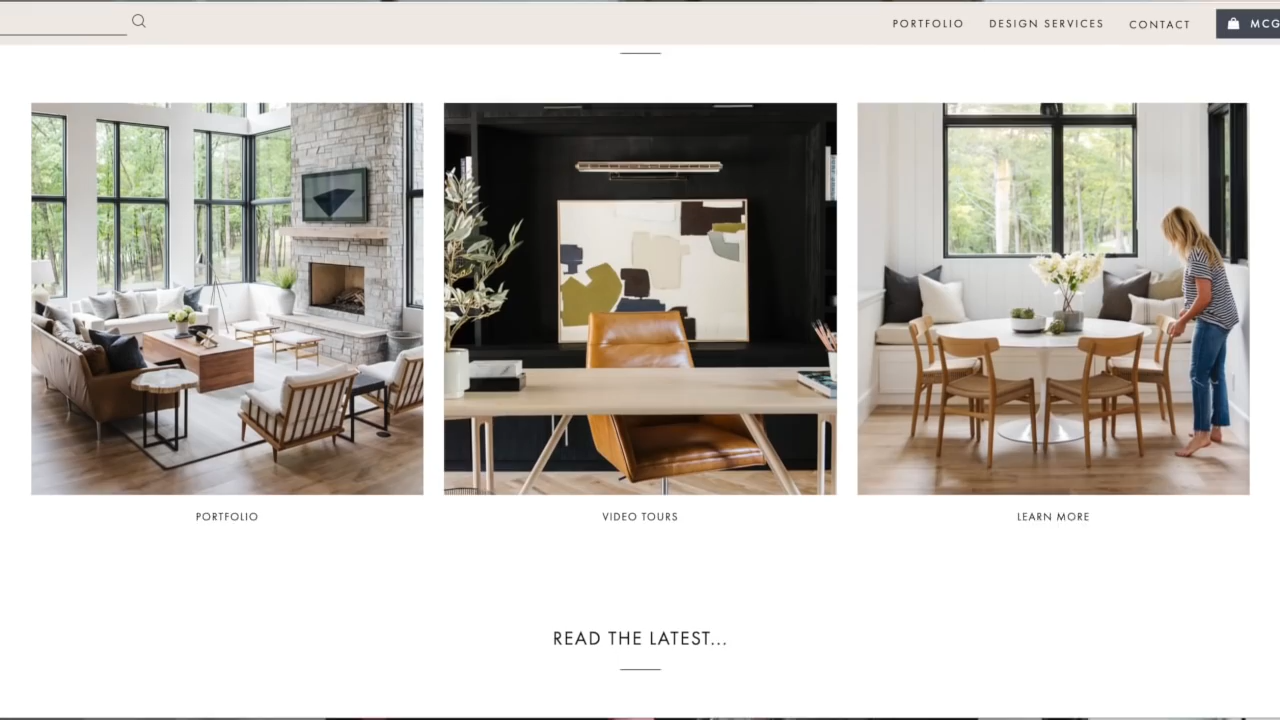 PORTFOLIO DESIGN SERVICES CONTACT MCG
PORTFOLIO VIDEO TOURS LEARN MORE
READ THE LATEST...